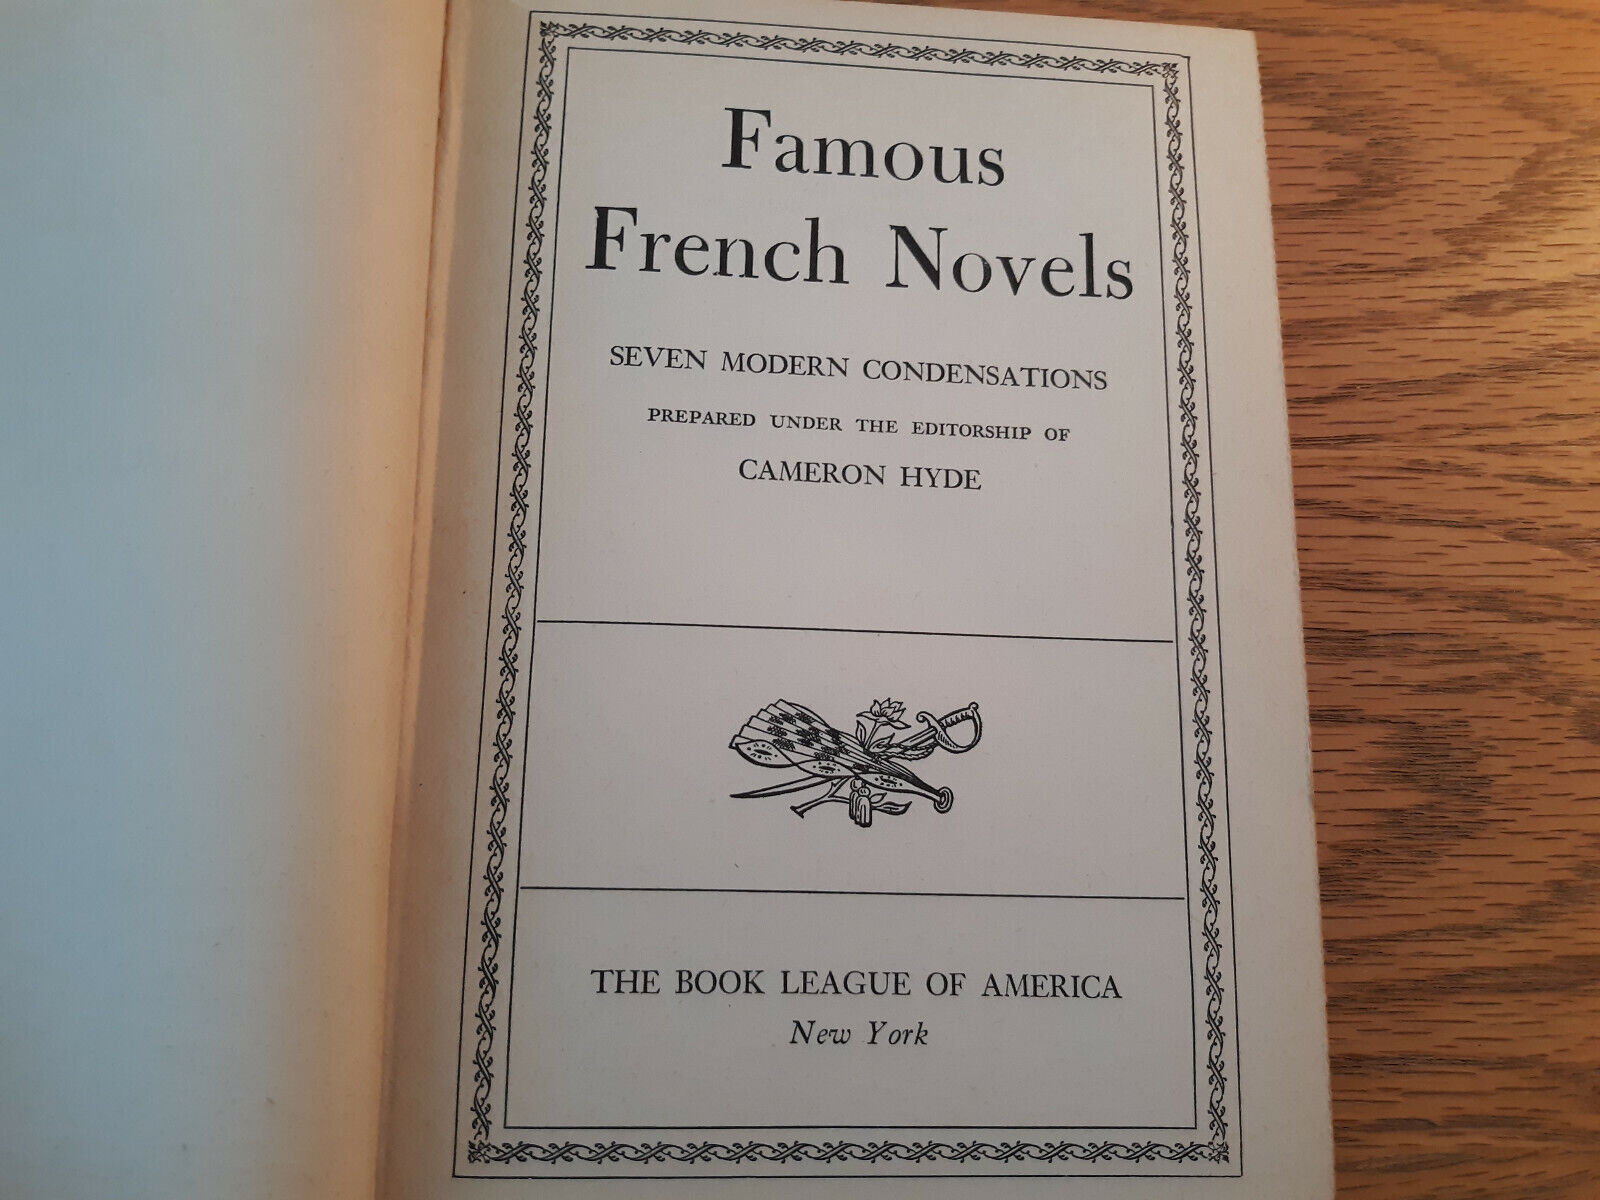 Famous
French Novels
SEVEN MODERN CONDENSATIONS
PREPARED UNDER THE EDITORSHIP OF
CAMERON HYDE
THE BOOK LEAGUE OF AMERICA
New York